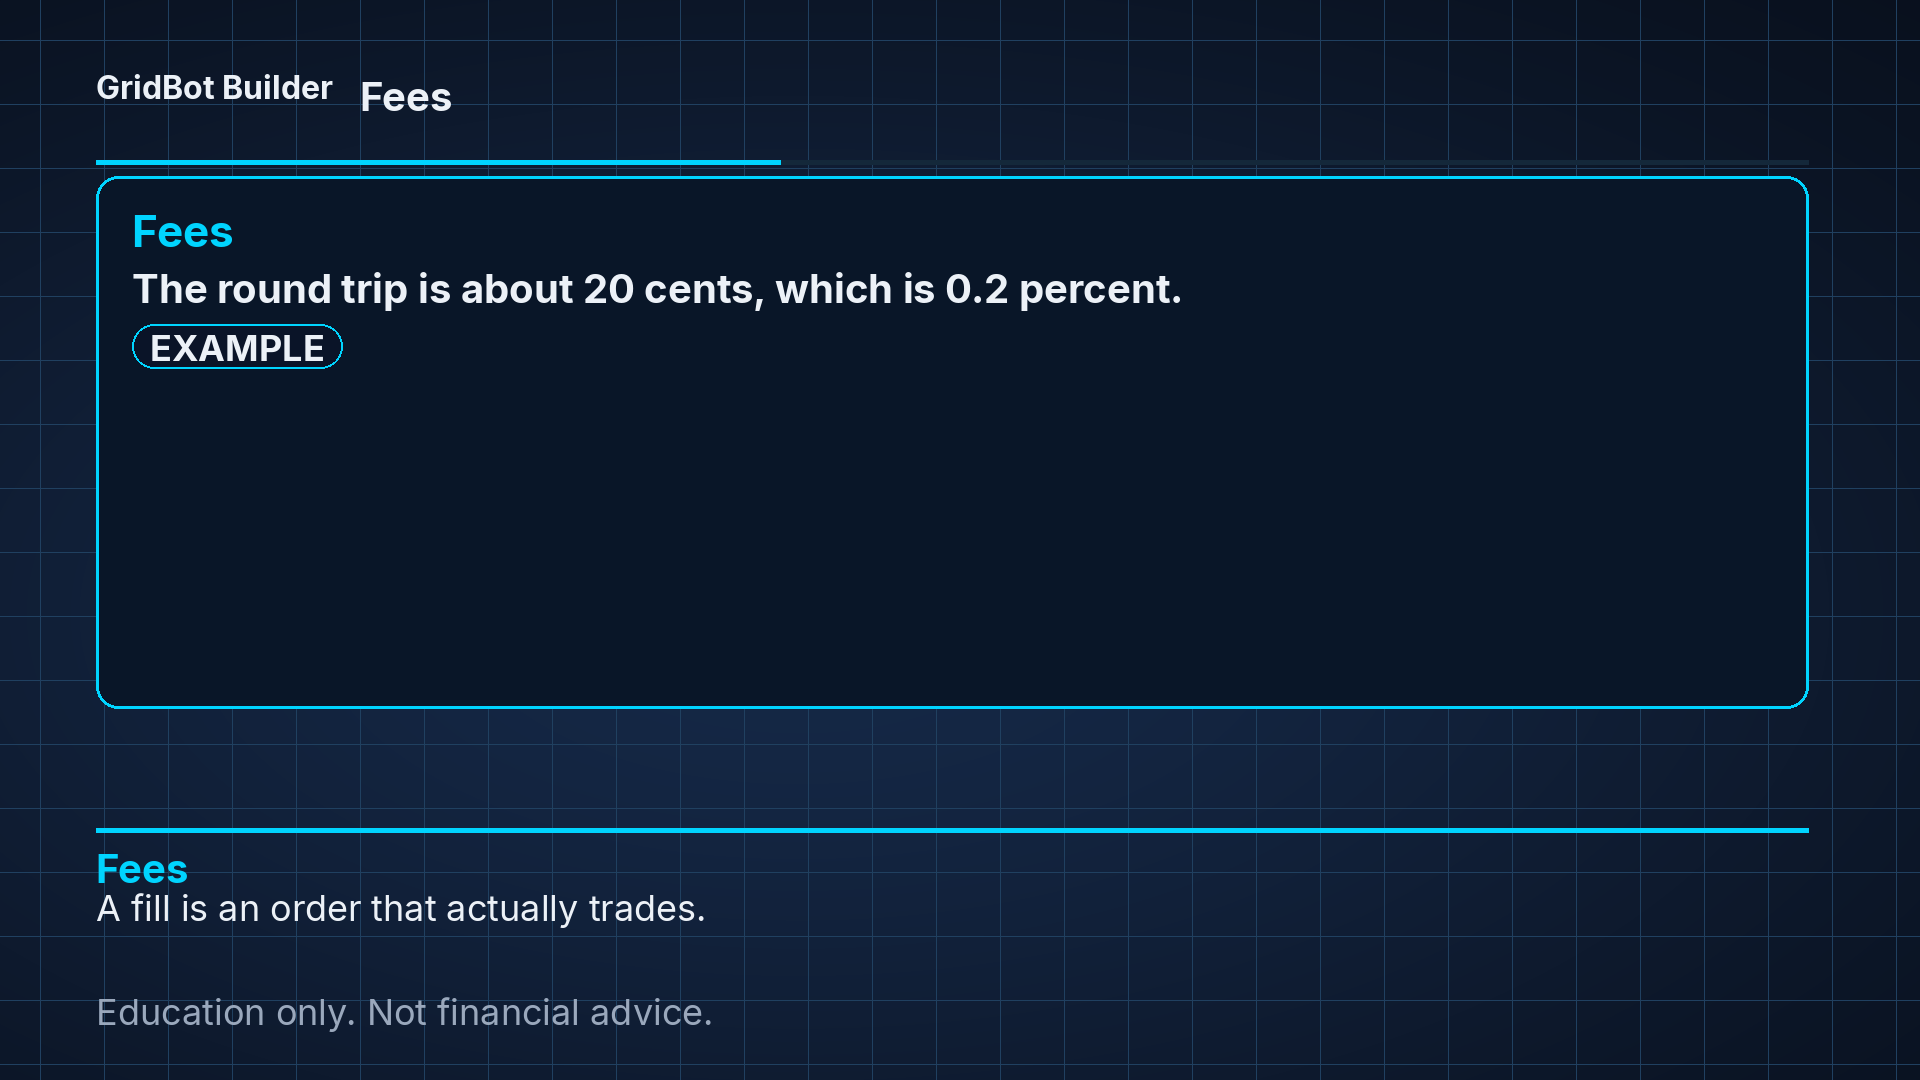 GridBot Builder
Fees
Fees
The round trip is about 20 cents, which is 0.2 percent.
EXAMPLE
Fees
A fill is an order that actually trades.
Education only. Not financial advice.